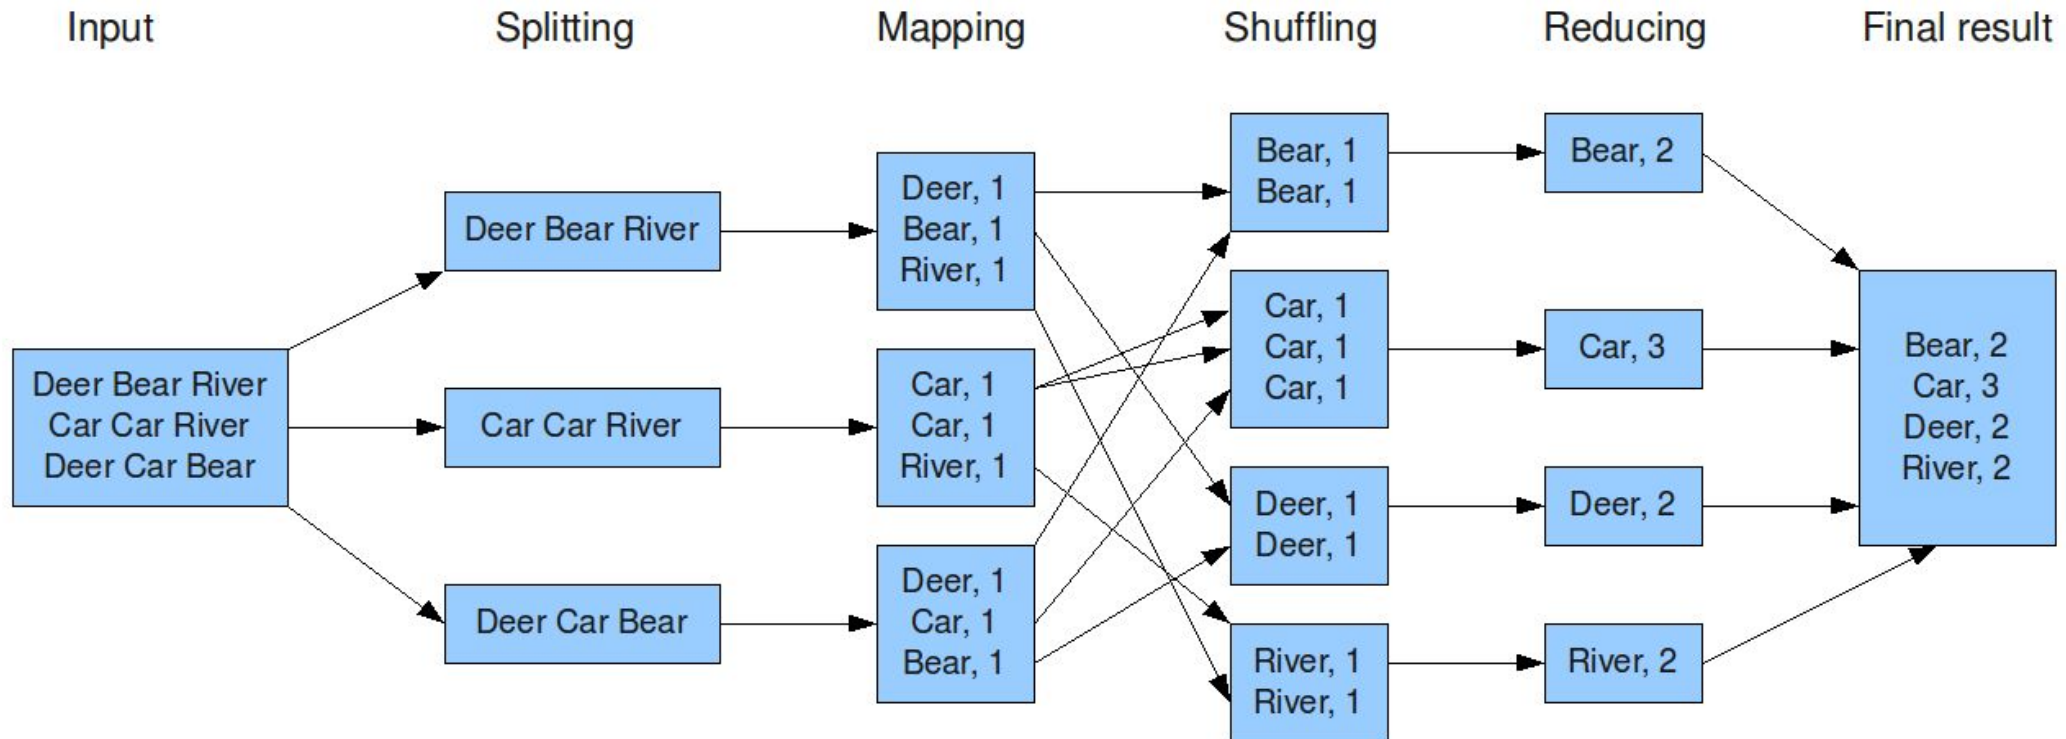 Input
Splitting
Mapping
Shuffling
Reducing
Final result
Deer Bear River
Car Car River
Deer Car Bear
Deer Bear River
Car Car River
Deer Car Bear
Deer, 1
Bear, 1
River, 1
Car, 1
Car, 1
River, 1
Deer, 1
Car, 1
Bear, 1
Bear, 1
Bear, 1
Car, 1
Car, 1
Car, 1
Deer, 1
Deer, 1
River, 1
River, 1
Bear, 2
Car, 3
Deer, 2
River, 2
Bear, 2
Car, 3
Deer, 2
River, 2